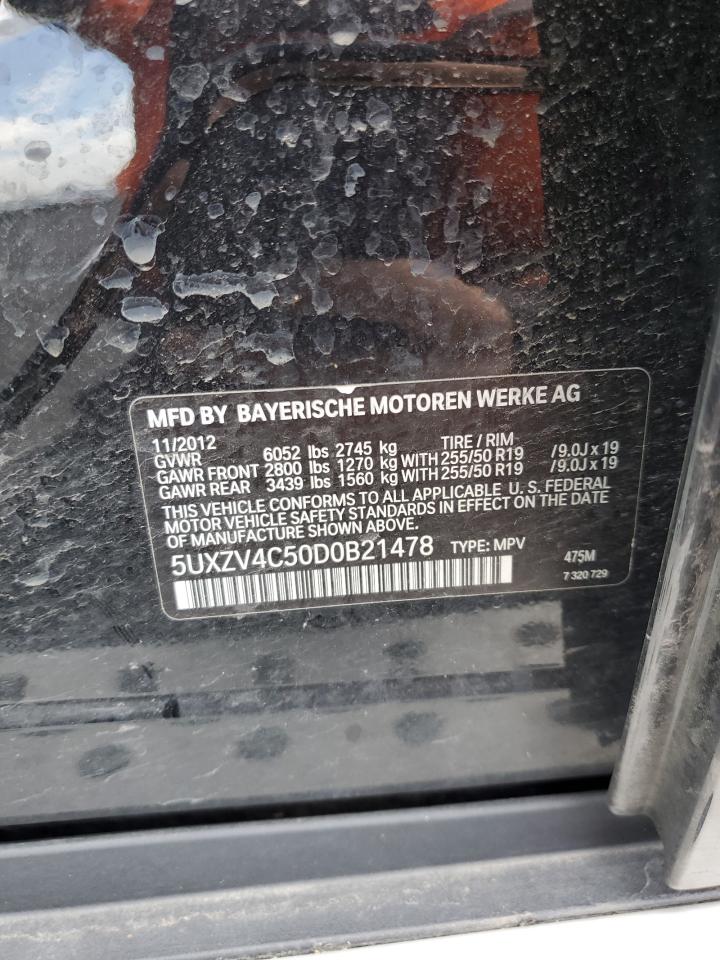 MFD BY BAYERISCHE MOTOREN WERKE AG
11/2012 TIRE / RIM
GVWR 6052 lbs 2745 kg
GAWR FRONT 2800 lbs 1270 kg WITH 255/50 R19 /9.0J x 19
GAWR REAR 3439 lbs 1560 kg WITH 255/50 R19 /9.0J x 19
THIS VEHICLE CONFORMS TO ALL APPLICABLE U. S. FEDERAL
MOTOR VEHICLE SAFETY STANDARDS IN EFFECT ON THE DATE
OF MANUFACTURE SHOWN ABOVE.
5UXZV4C50D0B21478 TYPE: MPV 475M
7 320 729